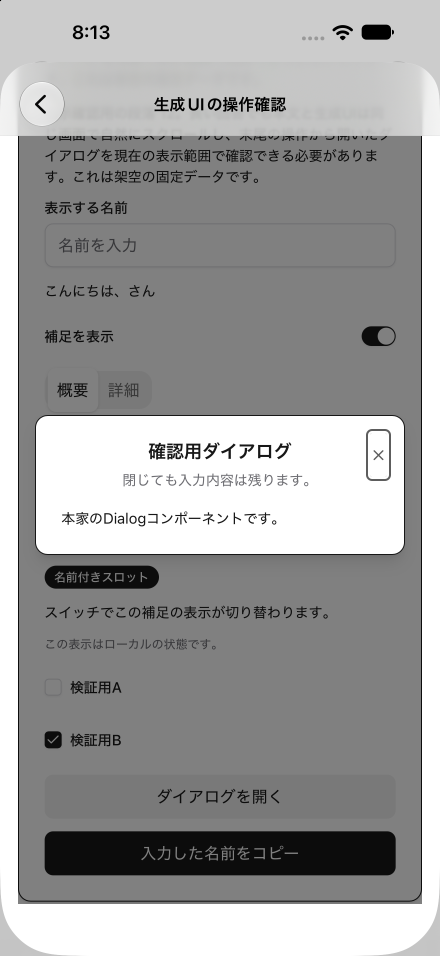 8:13
生成UIの操作確認
し画面で自然にスクロールし、末尾の操作から開いたダ
イアログを現在の表示範囲で確認できる必要がありま
す。これは架空の固定データです。
表示する名前
名前を入力
こんにちは、さん
補足を表示
概要 詳細
確認用ダイアログ
閉じても入力内容は残ります。
本家のDialogコンポーネントです。
名前付きスロット
スイッチでこの補足の表示が切り替わります。
この表示はローカルの状態です。
検証用A
検証用B
ダイアログを開く
入力した名前をコピー